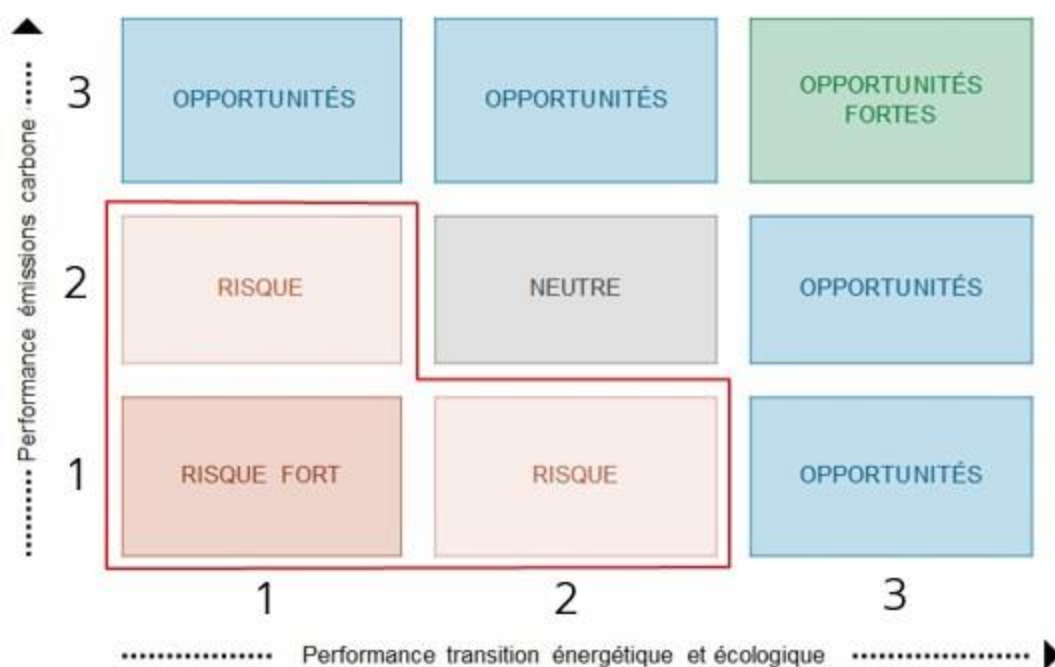 3
OPPORTUNITÉS
OPPORTUNITÉS
OPPORTUNITÉS
FORTES
2
RISQUE
NEUTRE
OPPORTUNITÉS
1
RISQUE FORT
RISQUE
OPPORTUNITÉS
1
2
3
Performance émissions carbone
Performance transition énergétique et écologique